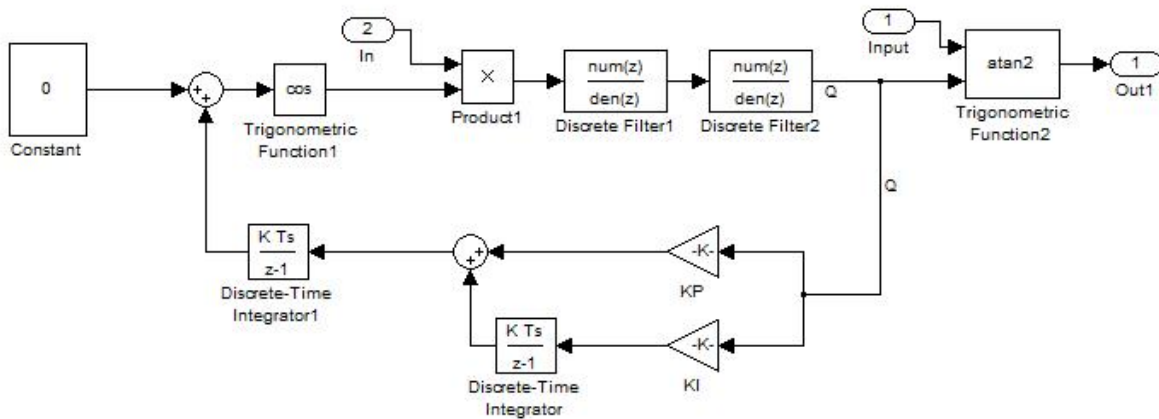 0
Constant
+
+
cos
Trigonometric
Function1
2
In
×
Product1
num(z)
den(z)
Discrete Filter1
num(z)
den(z)
Discrete Filter2
Q
1
Input
atan2
Trigonometric
Function2
1
Out1
Q
K Ts
z-1
Discrete-Time
Integrator1
+
+
-K-
KP
K Ts
z-1
Discrete-Time
Integrator
-K-
KI